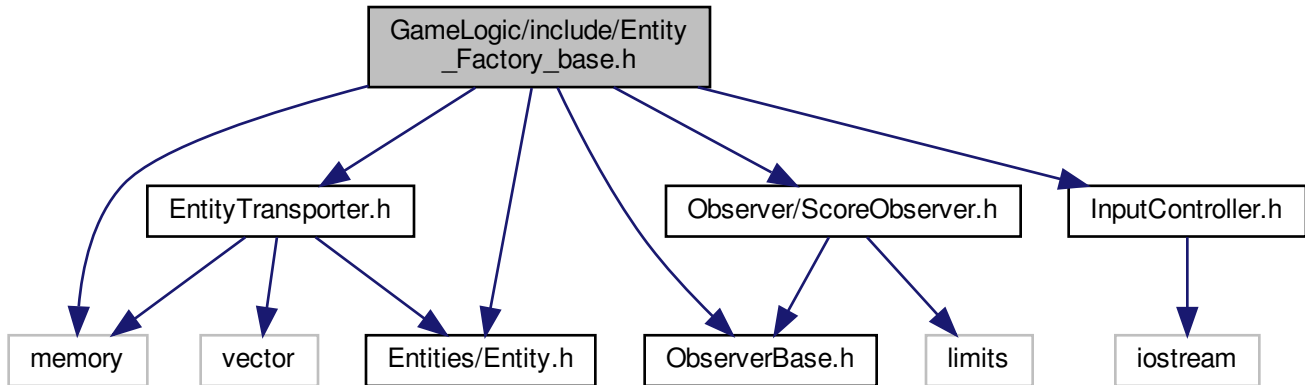 GameLogic/include/Entity
_Factory_base.h
EntityTransporter.h
Observer/ScoreObserver.h
InputController.h
memory
vector
Entities/Entity.h
ObserverBase.h
limits
iostream